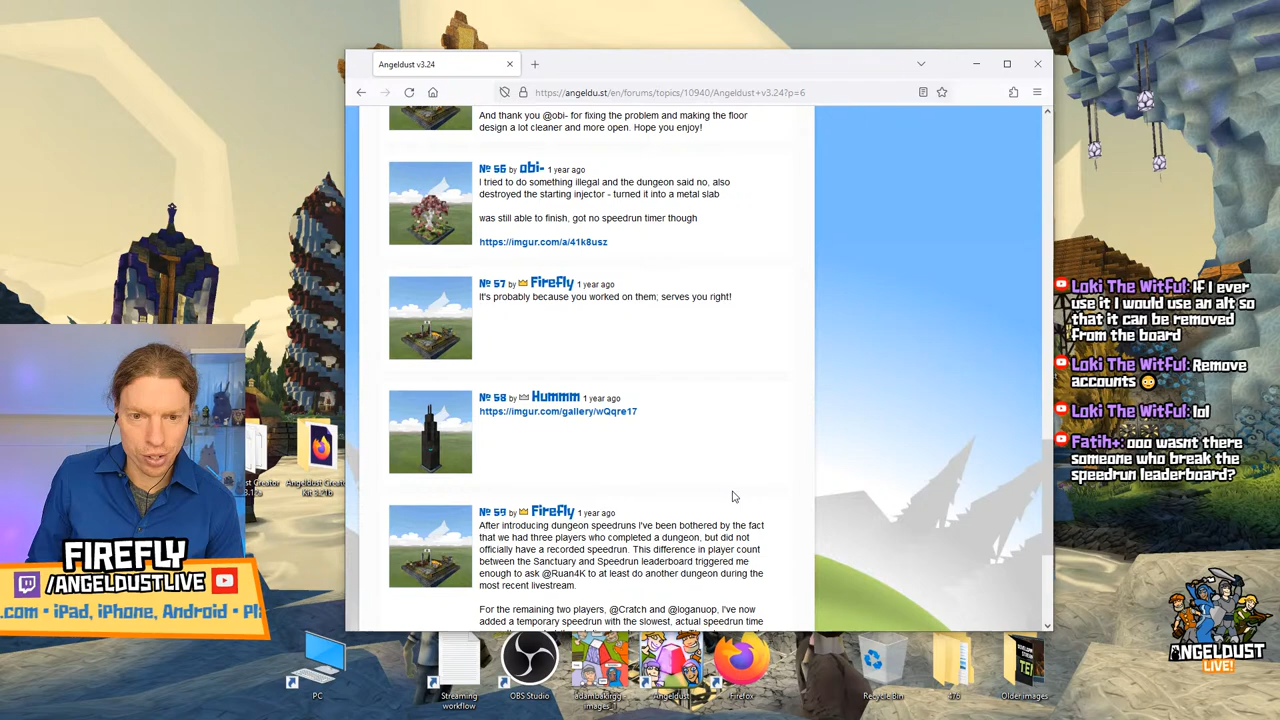 Angeldust v3.24
https://angeldu.st/en/forums/topics/10940/Angeldust+v3.24?p=6
And thank you @obi- for fixing the problem and making the floor
design a lot cleaner and more open. Hope you enjoy!
№ 56 by obi- 1 year ago
I tried to do something illegal and the dungeon said no, also
destroyed the starting injector - turned it into a metal slab
was still able to finish, got no speedrun timer though
https://imgur.com/a/41k8usz
№ 57 by Firefly 1 year ago
It's probably because you worked on them; serves you right!
№ 58 by Hummm 1 year ago
https://imgur.com/gallery/wQqre17
№ 59 by Firefly 1 year ago
After introducing dungeon speedruns I've been bothered by the fact
that we had three players who completed a dungeon, but did not
officially have a recorded speedrun. This difference in player count
between the Sanctuary and Speedrun leaderboard triggered me
enough to ask @Ruan4K to at least do another dungeon during the
most recent livestream.
For the remaining two players, @Cratch and @loganuop, I've now
added a temporary speedrun with the slowest, actual speedrun time
Loki The Witful: If I ever
use it I would use an alt so
that it can be removed
from the board
Loki The Witful: Remove
accounts
Loki The Witful: lol
Fatih+: ooo wasnt there
someone who break the
speedrun leaderboard?
FIREFLY
/ANGELDUSTLIVE
.com • iPad, iPhone, Android • Pl
ANGELDUST
LIVE!
PC
Streaming
workflow
OBS Studio
Angeldust
Firefox
Recycle Bin
Older images